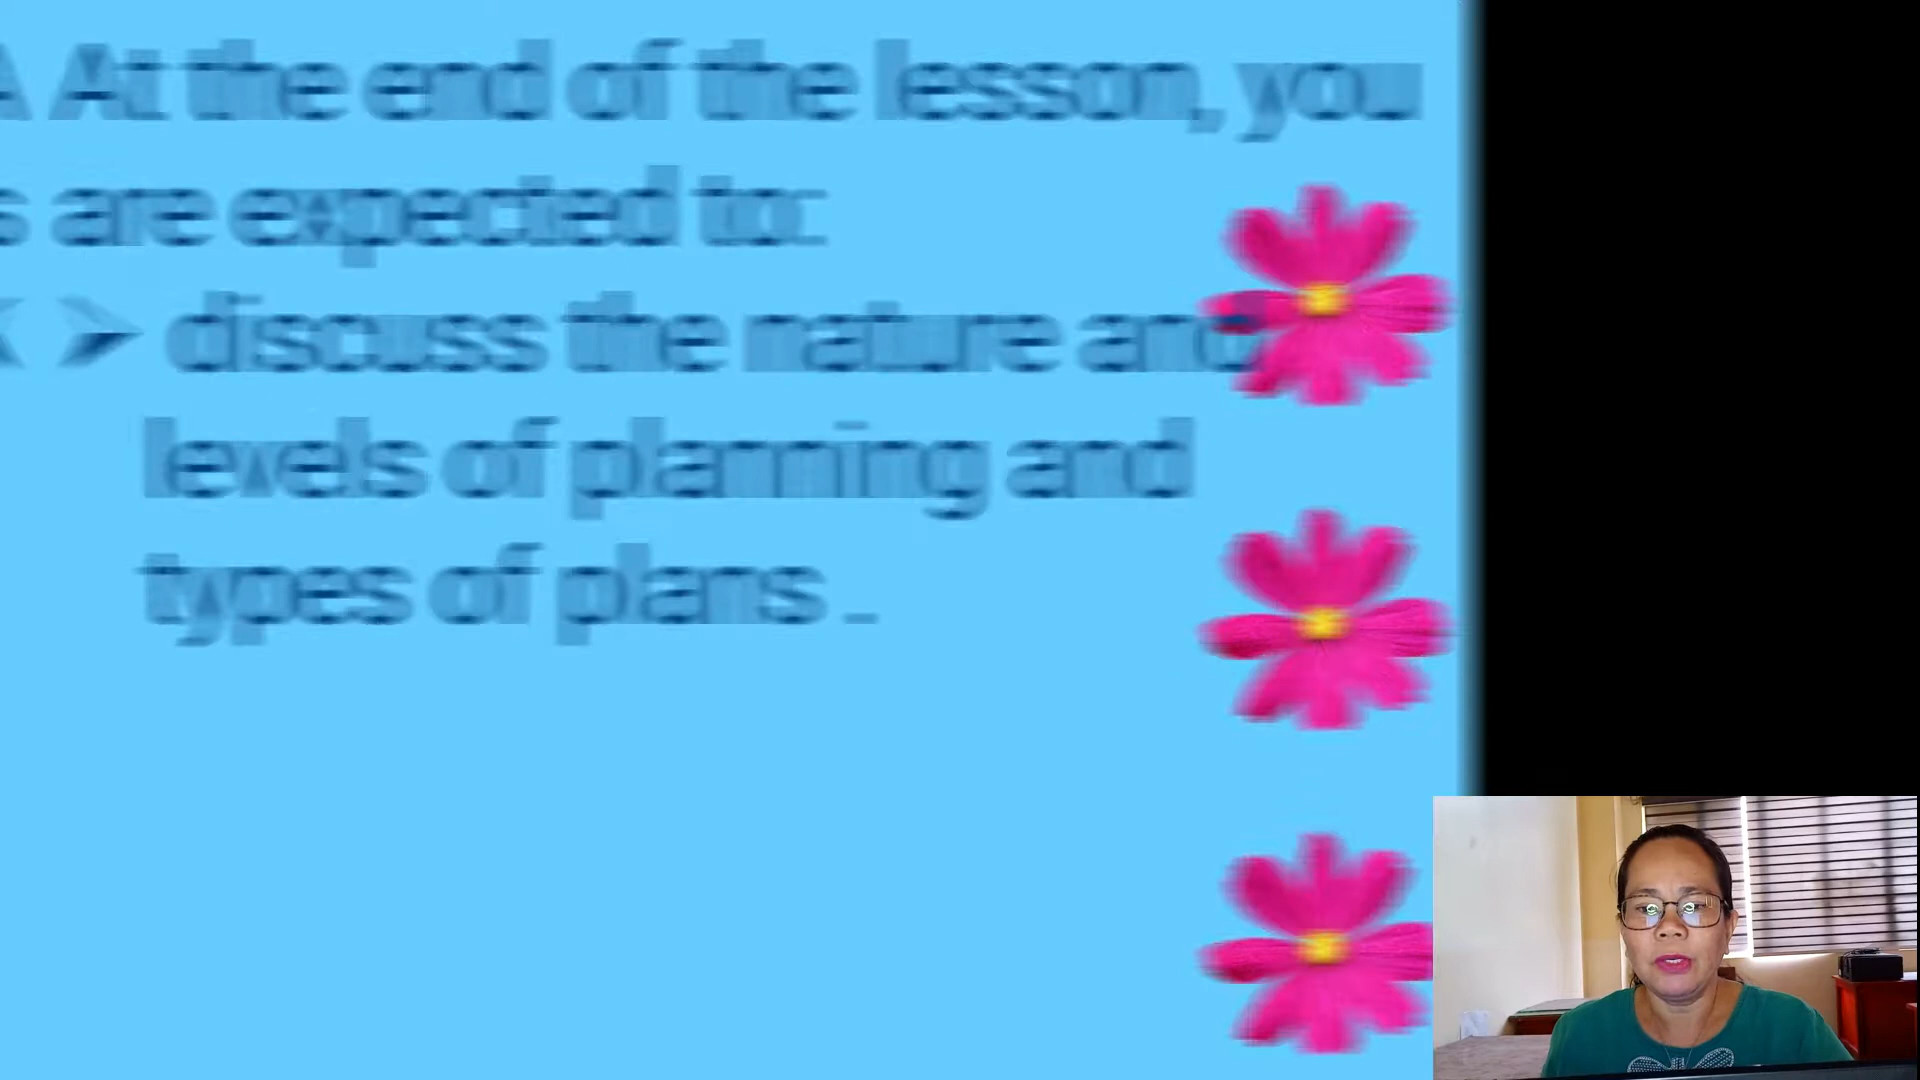 A At the end of the lesson, you
s are expected to:
➤ discuss the nature and
levels of planning and
types of plans .